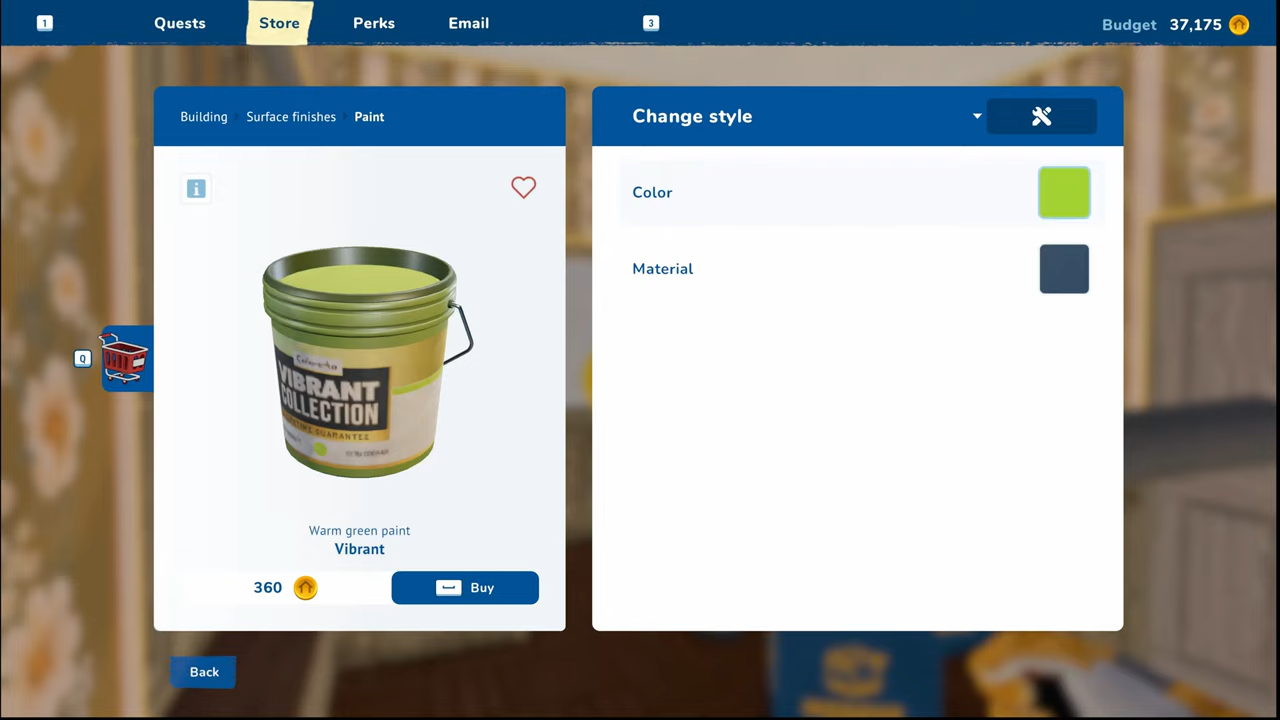 1
Quests
Store
Perks
Email
3
Budget 37,175
Building
Surface finishes
Paint
Change style
Color
Material
Q
VIBRANT
COLLECTION
GUARANTEE
Warm green paint
Vibrant
360
Buy
Back